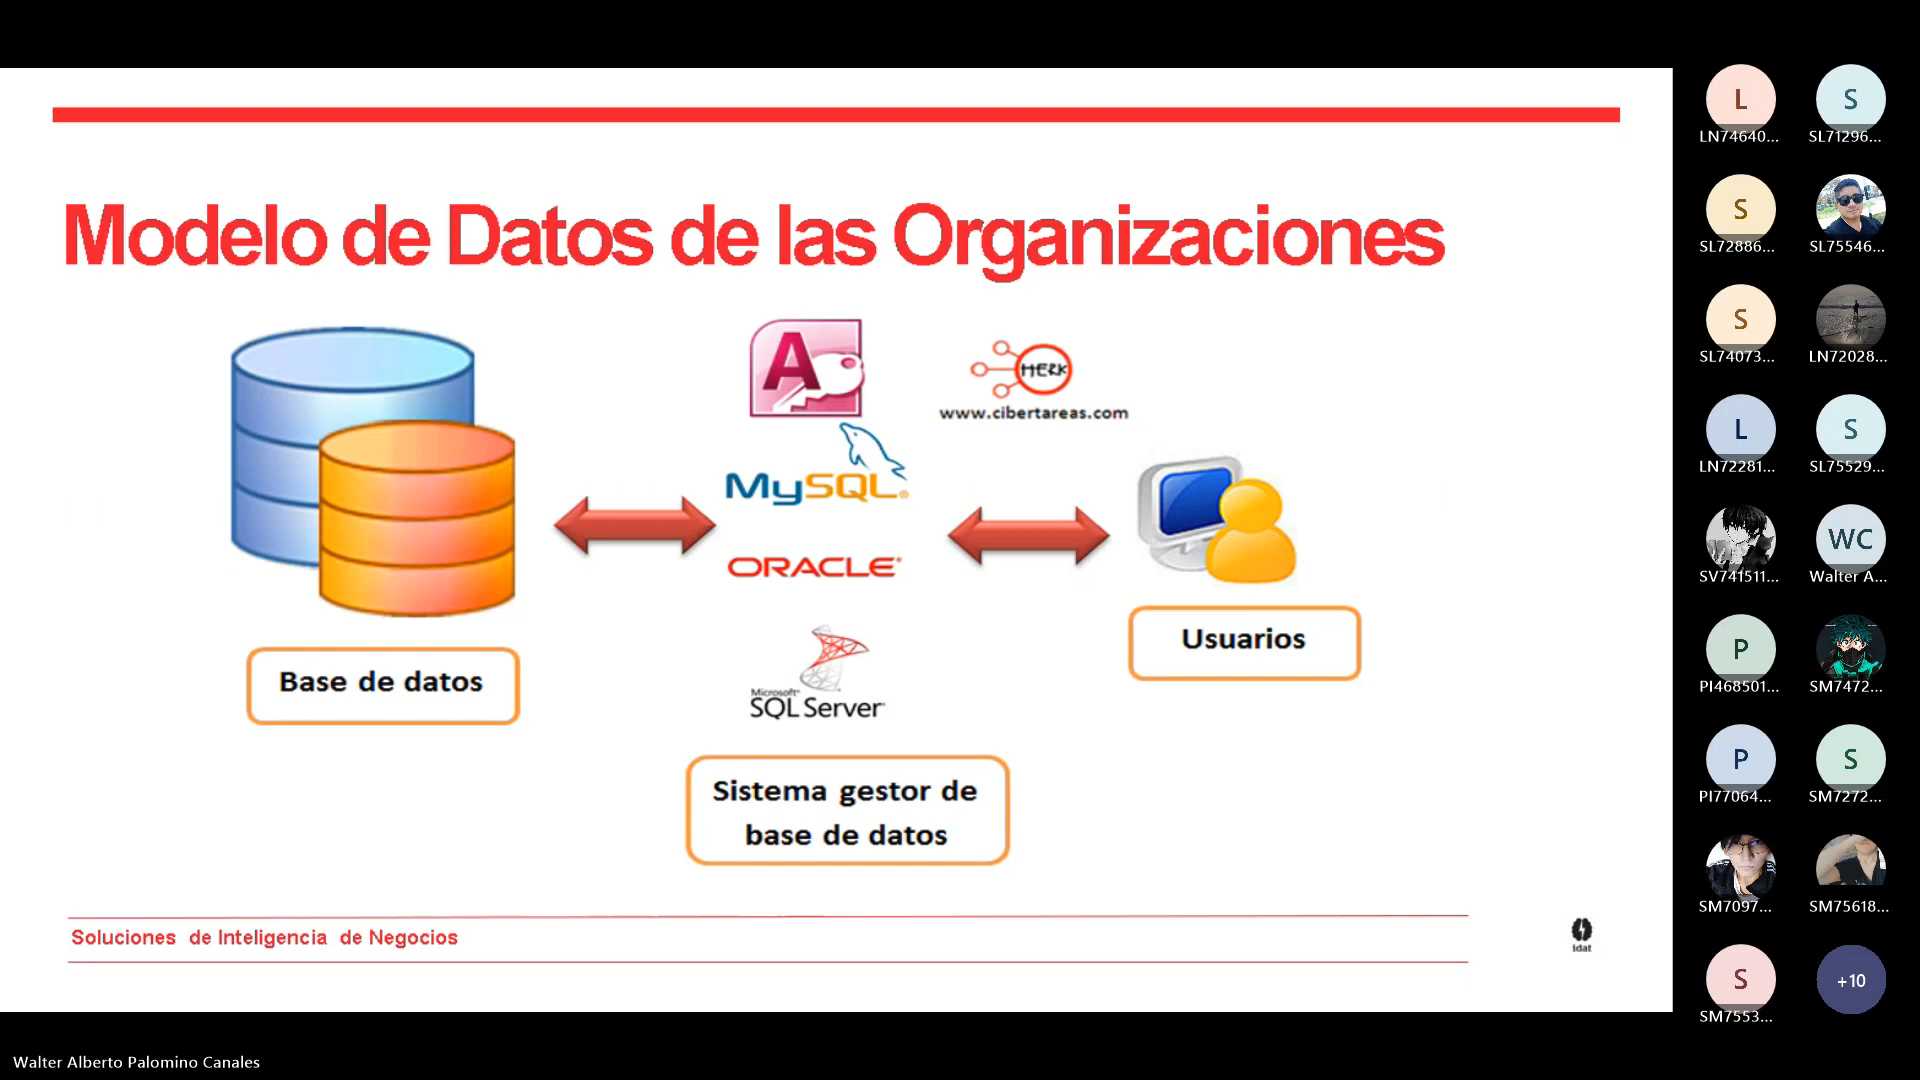 Modelo de Datos de las Organizaciones
A
HERK
www.cibertareas.com
MySQL®
ORACLE®
Microsoft®
SQL Server
Base de datos
Usuarios
Sistema gestor de
base de datos
Soluciones de Inteligencia de Negocios
idat
L
LN74640...
S
SL71296...
S
SL72886...
SL75546...
S
SL74073...
LN72028...
L
LN72281...
S
SL75529...
SV741511...
WC
Walter A...
P
PI468501...
SM7472...
P
PI77064...
S
SM7272...
SM7097...
SM75618...
S
SM7553...
+10
Walter Alberto Palomino Canales